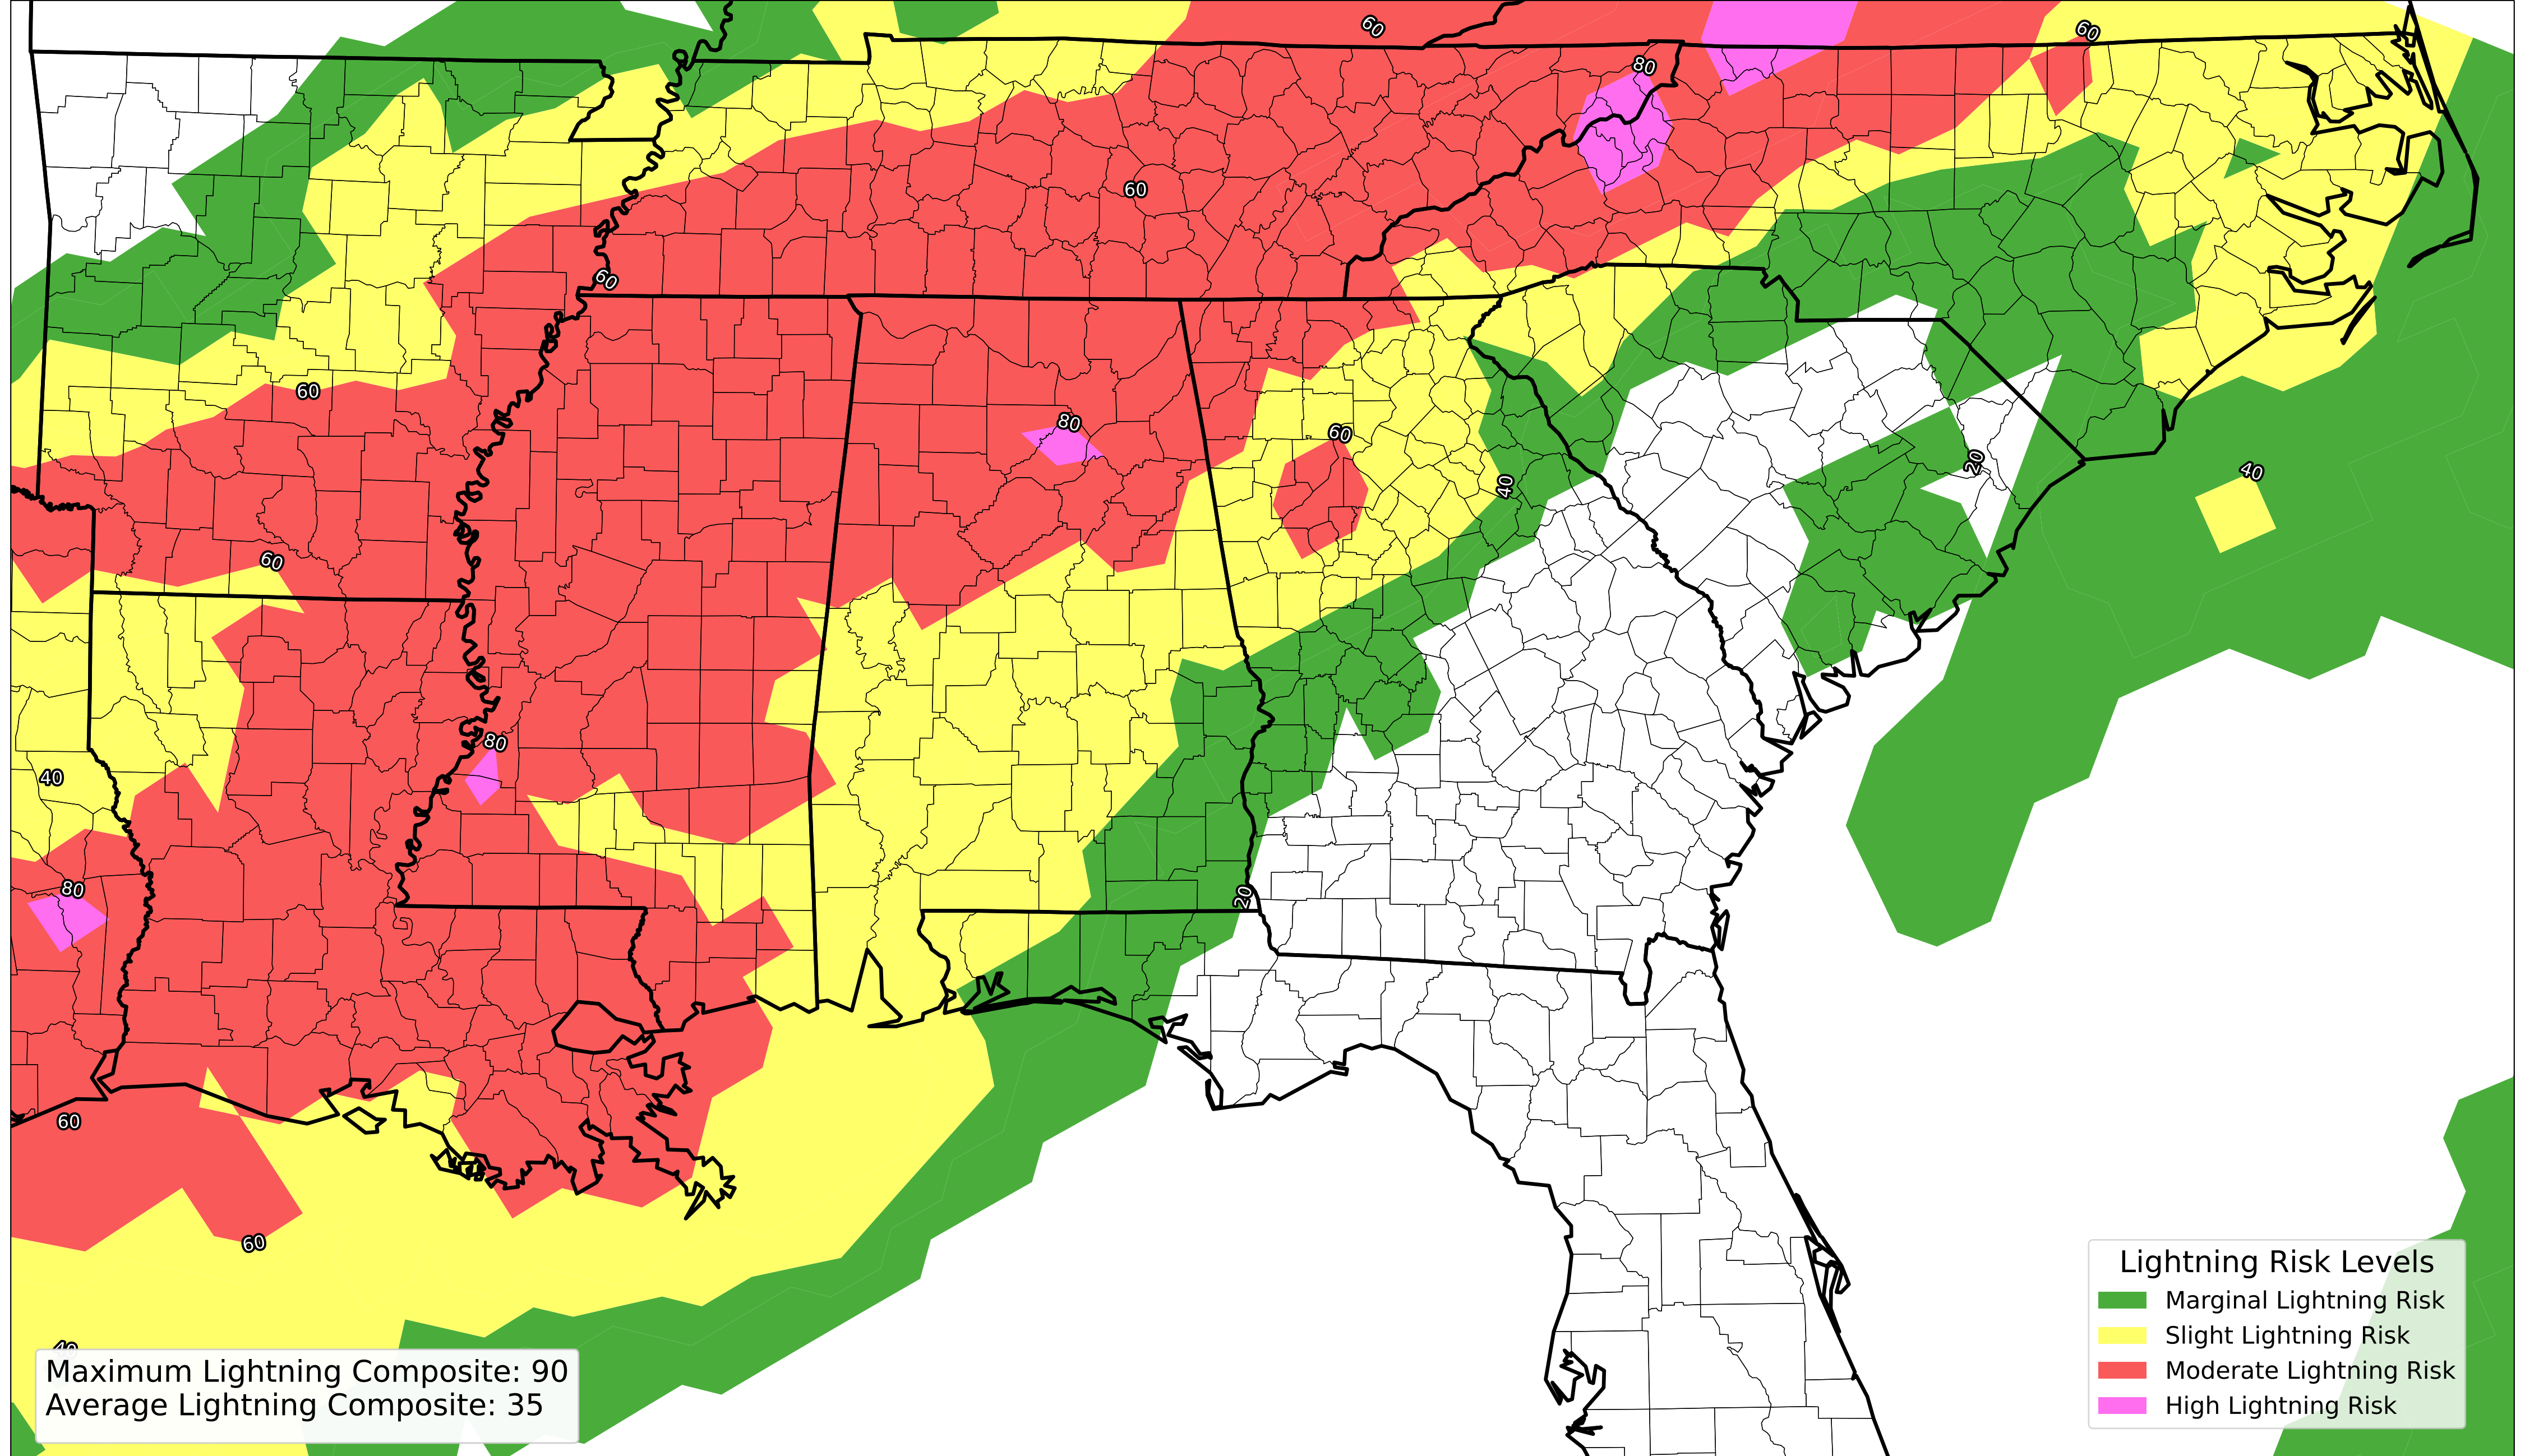 60
60
80
60
60
80
60
60
80
60
40
40
20
80
40
80
20
60
60
Lightning Risk Levels
Marginal Lightning Risk
Slight Lightning Risk
Moderate Lightning Risk
High Lightning Risk
Maximum Lightning Composite: 90
Average Lightning Composite: 35